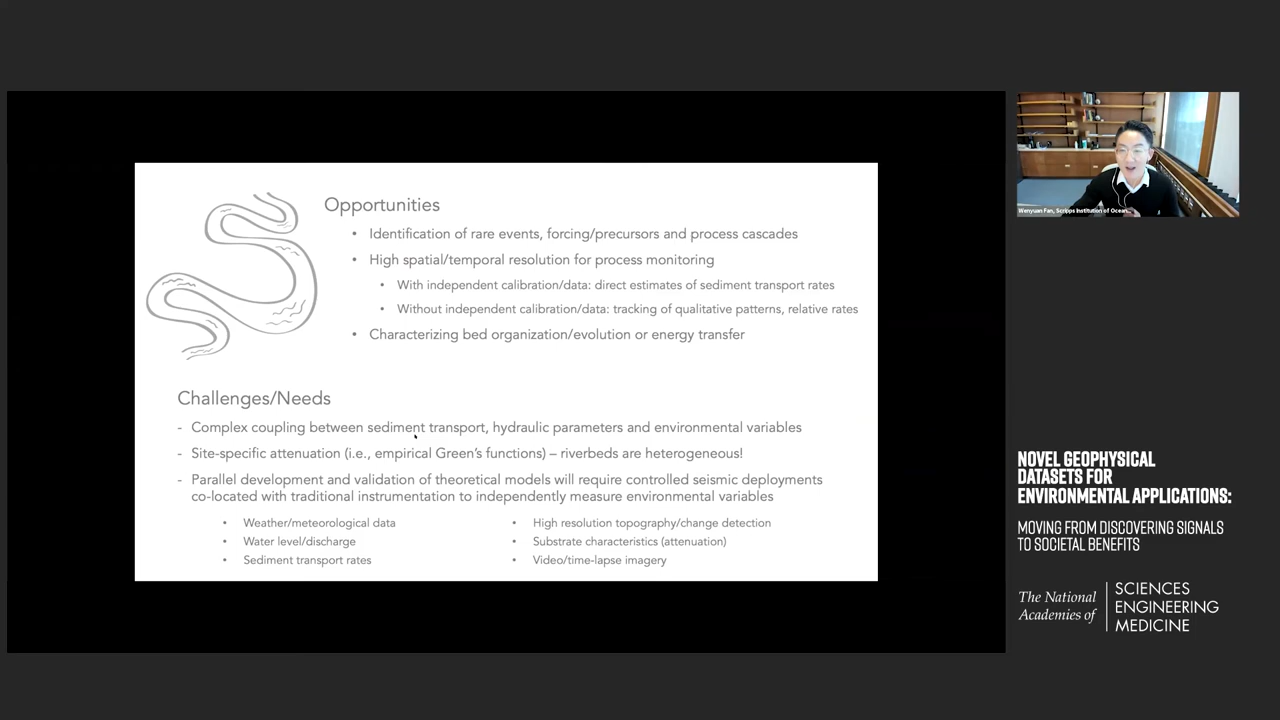 Opportunities
• Identification of rare events, forcing/precursors and process cascades
• High spatial/temporal resolution for process monitoring
• With independent calibration/data: direct estimates of sediment transport rates
• Without independent calibration/data: tracking of qualitative patterns, relative rates
• Characterizing bed organization/evolution or energy transfer
Challenges/Needs
- Complex coupling between sediment transport, hydraulic parameters and environmental variables
- Site-specific attenuation (i.e., empirical Green's functions) – riverbeds are heterogeneous!
- Parallel development and validation of theoretical models will require controlled seismic deployments
co-located with traditional instrumentation to independently measure environmental variables
• Weather/meteorological data
• Water level/discharge
• Sediment transport rates
• High resolution topography/change detection
• Substrate characteristics (attenuation)
• Video/time-lapse imagery
Wenyuan Fan, Scripps Institution of Ocean...
NOVEL GEOPHYSICAL
DATASETS FOR
ENVIRONMENTAL APPLICATIONS:
MOVING FROM DISCOVERING SIGNALS
TO SOCIETAL BENEFITS
The National
Academies of
SCIENCES
ENGINEERING
MEDICINE